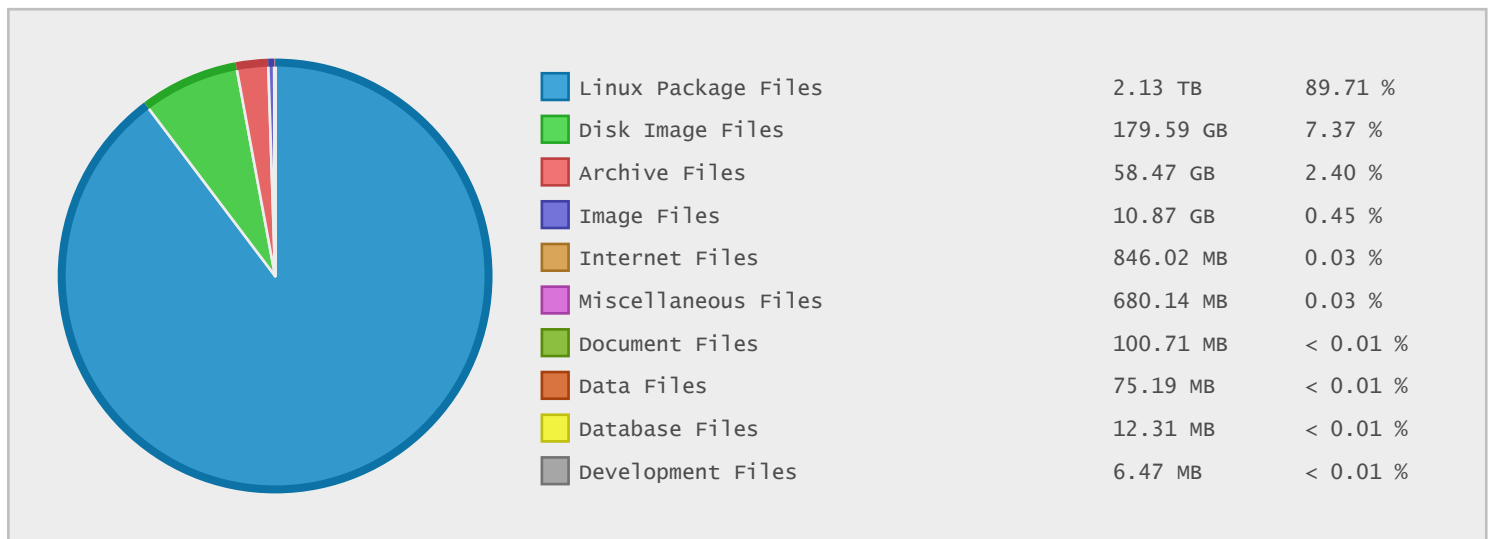 Linux Package Files 2.13 TB 89.71 %
Disk Image Files 179.59 GB 7.37 %
Archive Files 58.47 GB 2.40 %
Image Files 10.87 GB 0.45 %
Internet Files 846.02 MB 0.03 %
Miscellaneous Files 680.14 MB 0.03 %
Document Files 100.71 MB < 0.01 %
Data Files 75.19 MB < 0.01 %
Database Files 12.31 MB < 0.01 %
Development Files 6.47 MB < 0.01 %